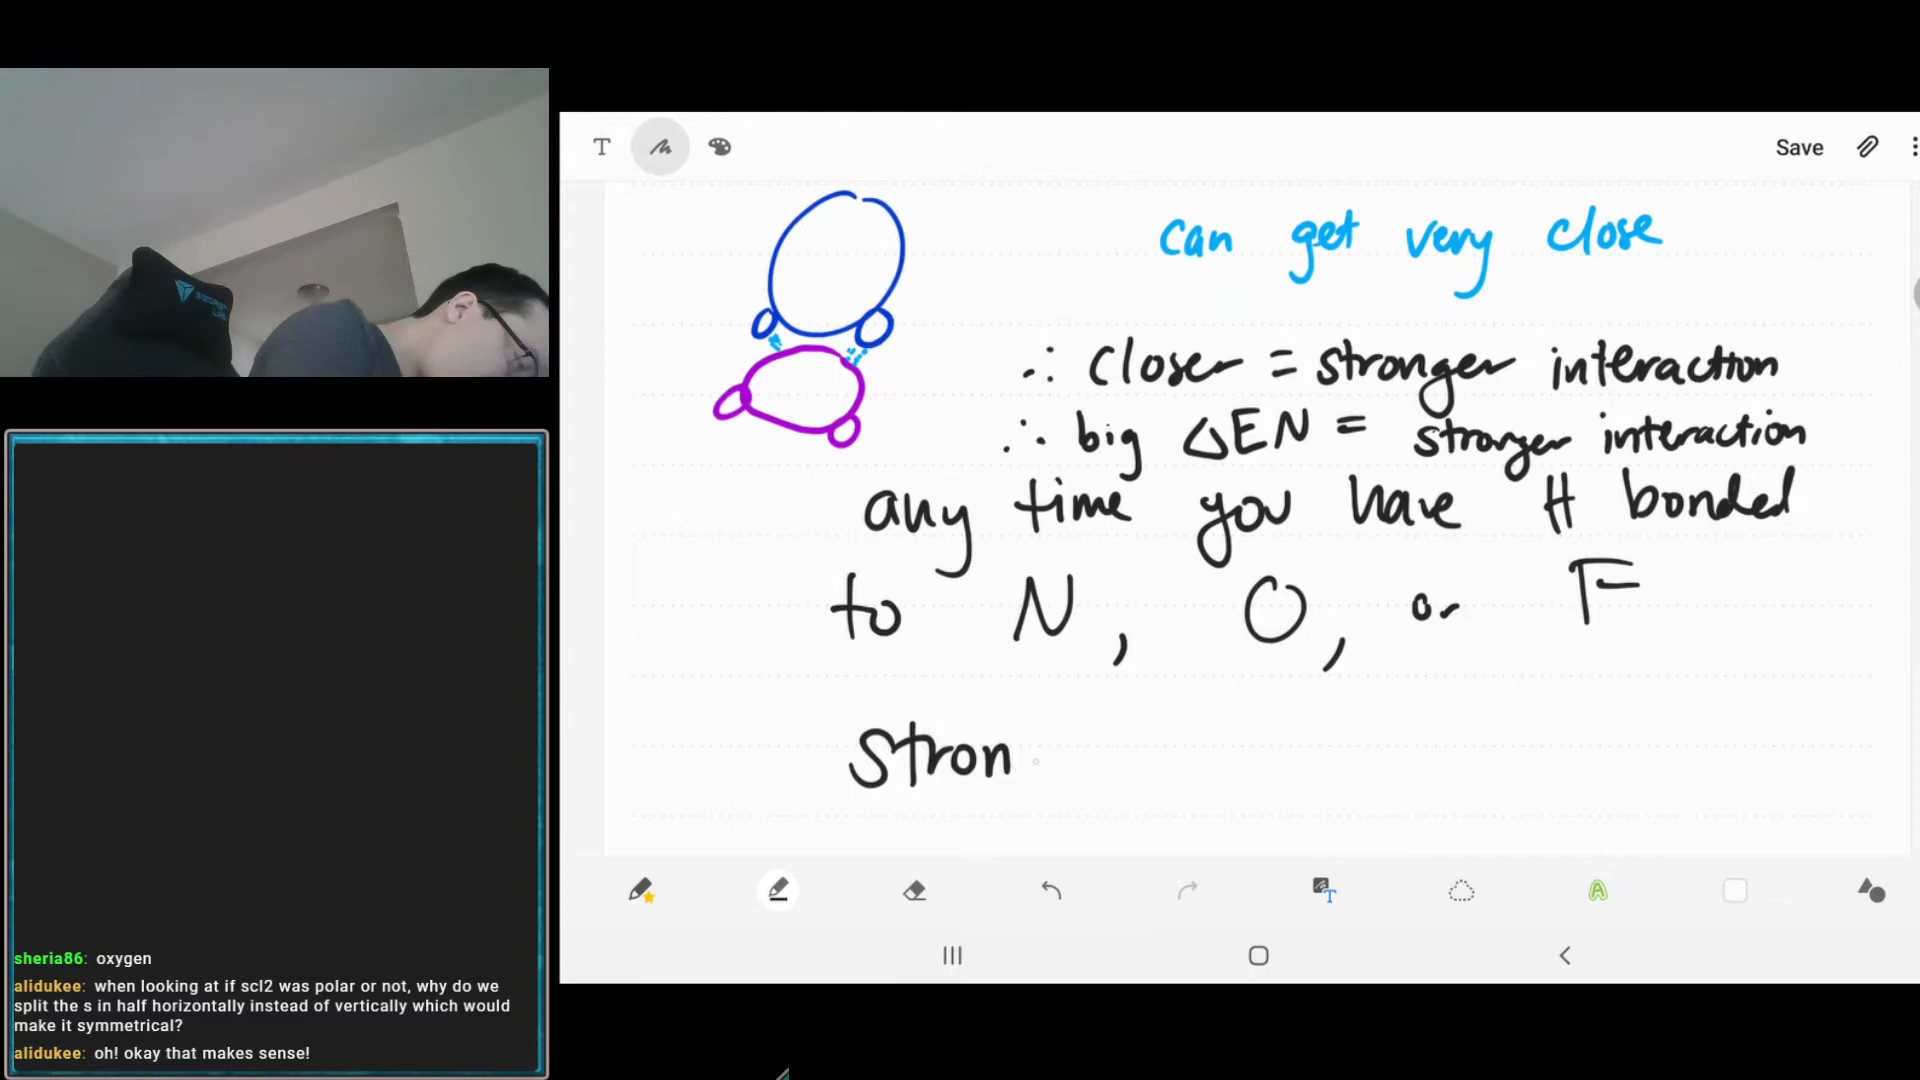 T
Save
can get very close
∴ closer = stronger interaction
∴ big ΔEN = stronger interaction
any time you have H bonded
to N, O, or F
Stron
T
A
sheria86: oxygen
alidukee: when looking at if scl2 was polar or not, why do we
split the s in half horizontally instead of vertically which would
make it symmetrical?
alidukee: oh! okay that makes sense!